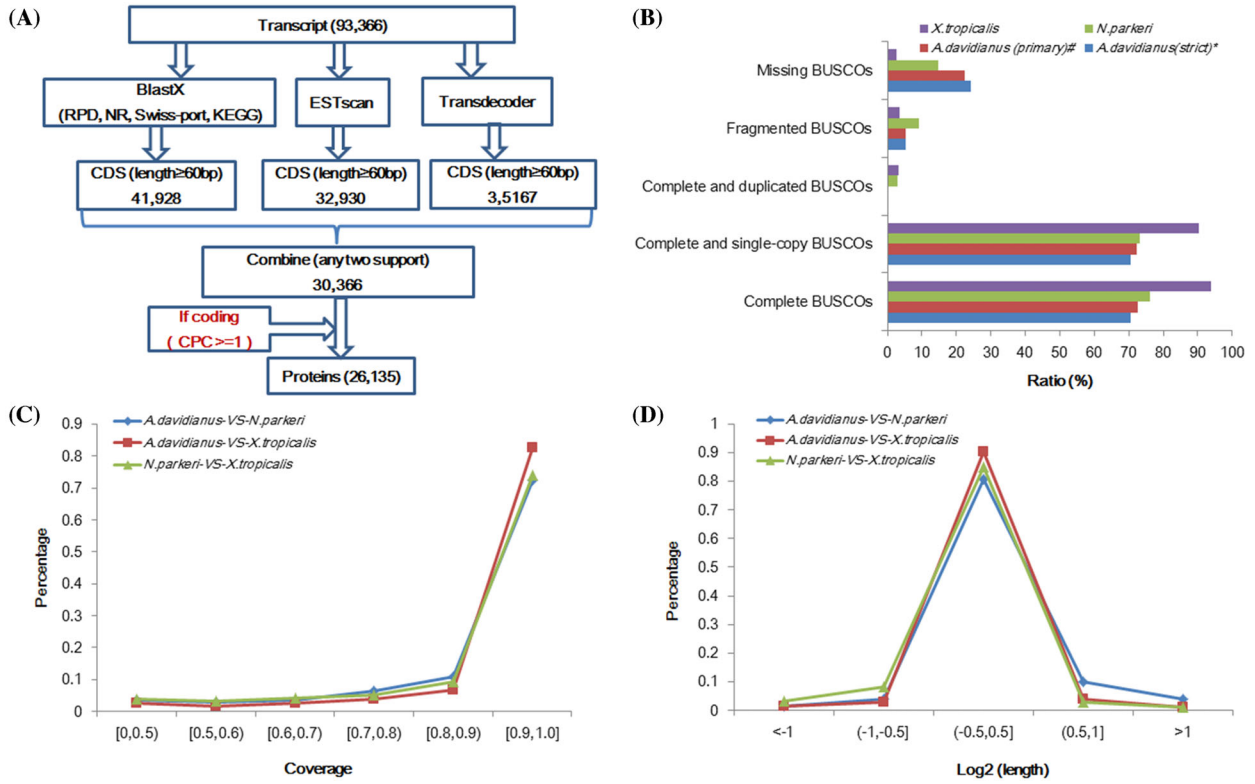 (A)
Transcript (93,366)
BlastX
(RPD, NR, Swiss-port, KEGG)
ESTscan
Transdecoder
CDS (length≥60bp)
41,928
CDS (length≥60bp)
32,930
CDS (length≥60bp)
3,5167
Combine (any two support)
30,366
If coding
( CPC >=1 )
Proteins (26,135)
(B)
X.tropicalis
N.parkeri
A.davidianus (primary)#
A.davidianus(strict)*
Missing BUSCOs
Fragmented BUSCOs
Complete and duplicated BUSCOs
Complete and single-copy BUSCOs
Complete BUSCOs
0 10 20 30 40 50 60 70 80 90 100
Ratio (%)
(C)
A.davidianus-VS-N.parkeri
A.davidianus-VS-X.tropicalis
N.parkeri-VS-X.tropicalis
Percentage
0.9
0.8
0.7
0.6
0.5
0.4
0.3
0.2
0.1
0
[0,0.5) [0.5,0.6) [0.6,0.7) [0.7,0.8) [0.8,0.9) [0.9,1.0]
Coverage
(D)
A.davidianus-VS-N.parkeri
A.davidianus-VS-X.tropicalis
N.parkeri-VS-X.tropicalis
Percentage
1
0.9
0.8
0.7
0.6
0.5
0.4
0.3
0.2
0.1
0
<-1 (-1,-0.5] (-0.5,0.5] (0.5,1] >1
Log2 (length)